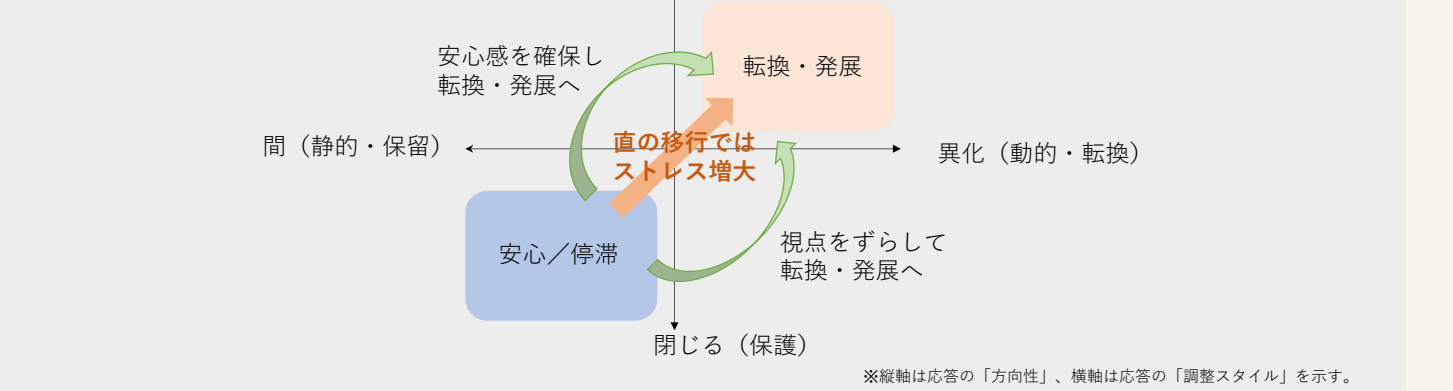 安心感を確保し
転換・発展へ
転換・発展
直の移行では
ストレス増大
間（静的・保留）
異化（動的・転換）
安心／停滞
視点をずらして
転換・発展へ
閉じる（保護）
※縦軸は応答の「方向性」、横軸は応答の「調整スタイル」を示す。